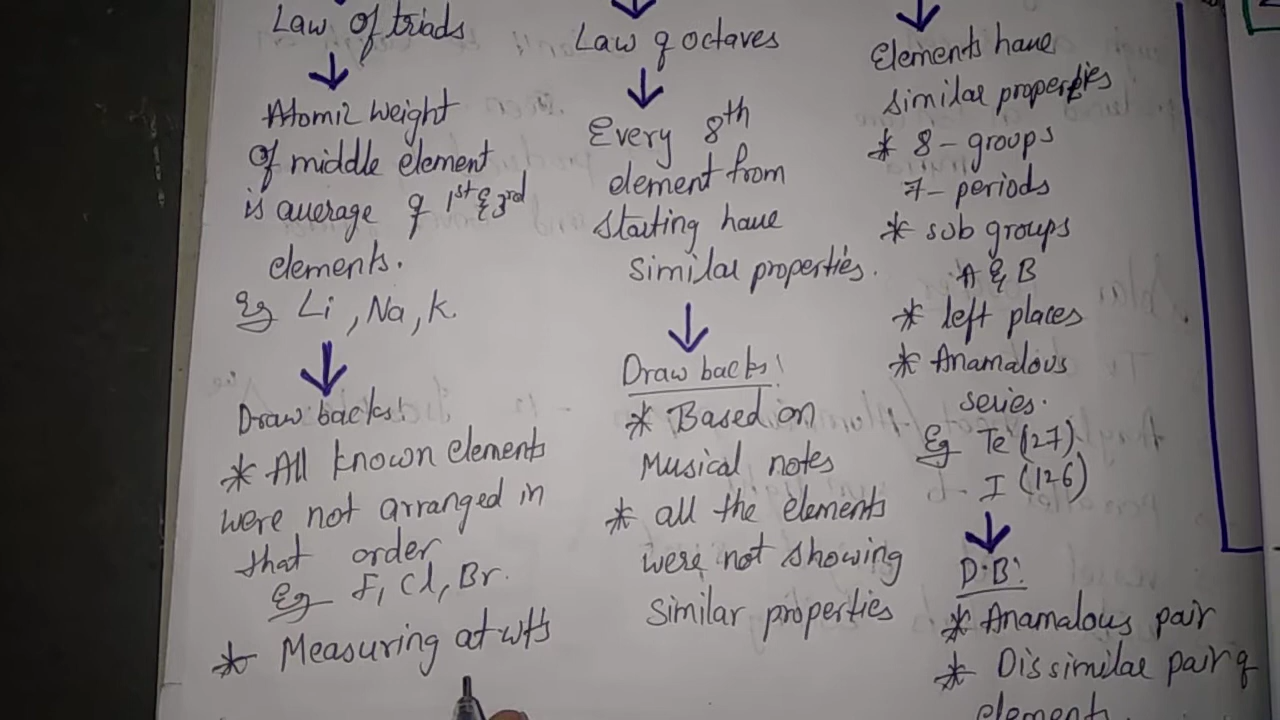 Law Of triads
Atomic weight
Of middle element
is average of 1st & 3rd
elements.
Eg Li, Na, K.
Draw backs:
* All known elements
were not arranged in
that order
Eg F, Cl, Br.
* Measuring at wts
Law of octaves
Every 8th
element from
starting have
similar properties.
Draw backs:
* Based on
Musical notes
* all the elements
were not showing
similar properties
Elements have
similar properties
* 8 - groups
7 - periods
* sub groups
A & B
* left places
* Anamalous
series.
Eg Te (127)
I (126)
D.B:
* Anamalous pair
* Dissimilar pair of
elements.